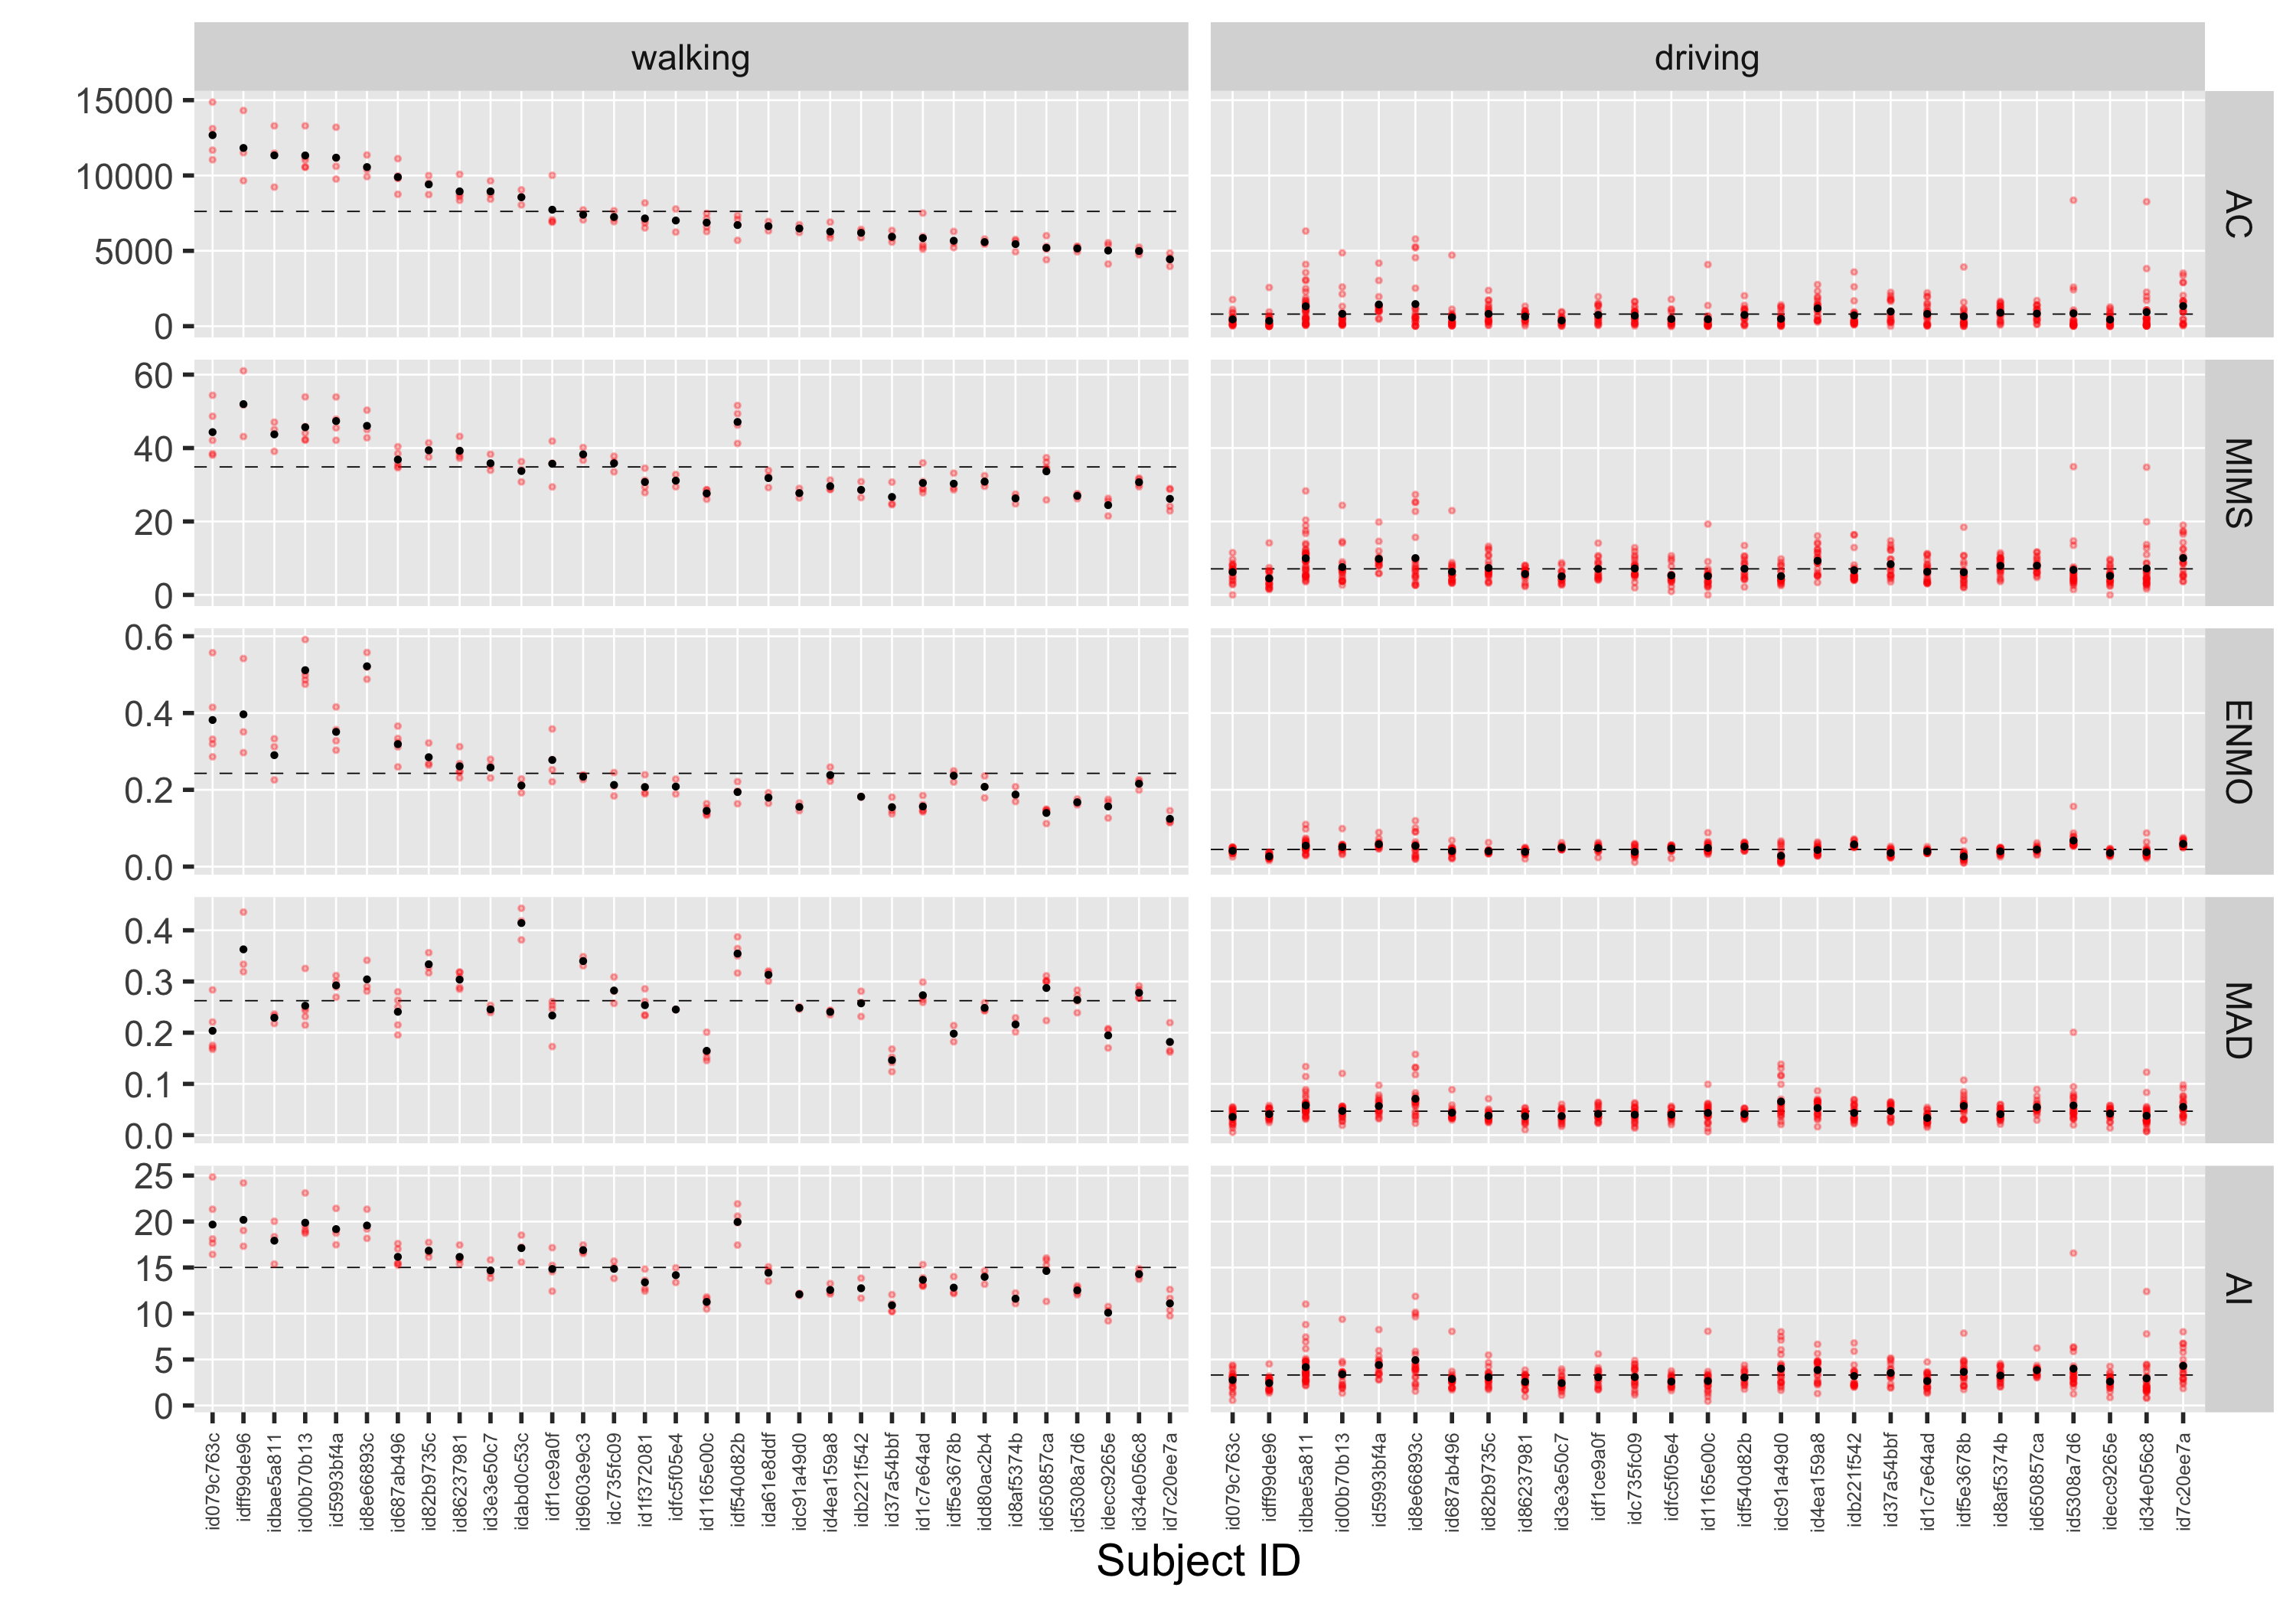 walking driving
15000
10000
5000
0
AC
60
40
20
0
MIMS
0.6
0.4
0.2
0.0
ENMO
0.4
0.3
0.2
0.1
0.0
MAD
25
20
15
10
5
0
AI
id079c763c idff99de96 idbae5a811 id00b70b13 id5993bf4a id8e66893c id687ab496 id82b9735c id86237981 id3e3e50c7 idabd0c53c idf1ce9a0f id9603e9c3 idc735fc09 id1f372081 idfc5f05e4 id1165e00c idf540d82b ida61e8ddf idc91a49d0 id4ea159a8 idb221f542 id37a54bbf id1c7e64ad idf5e3678b idd80ac2b4 id8af5374b id650857ca id5308a7d6 idecc9265e id34e056c8 id7c20ee7a
id079c763c idff99de96 idbae5a811 id00b70b13 id5993bf4a id8e66893c id687ab496 id82b9735c id86237981 id3e3e50c7 idf1ce9a0f idc735fc09 idfc5f05e4 id1165e00c idf540d82b idc91a49d0 id4ea159a8 idb221f542 id37a54bbf id1c7e64ad idf5e3678b id8af5374b id650857ca id5308a7d6 idecc9265e id34e056c8 id7c20ee7a
Subject ID